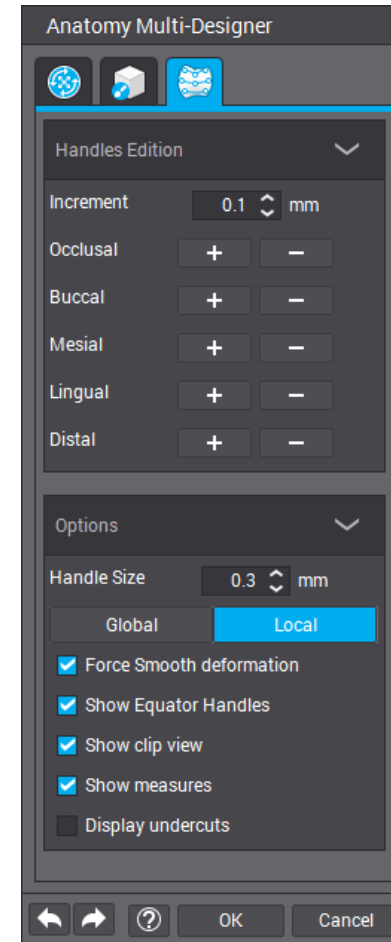 Anatomy Multi-Designer
Handles Edition
Increment 0.1 mm
Occlusal + −
Buccal + −
Mesial + −
Lingual + −
Distal + −
Options
Handle Size 0.3 mm
Global Local
Force Smooth deformation
Show Equator Handles
Show clip view
Show measures
Display undercuts
? OK Cancel